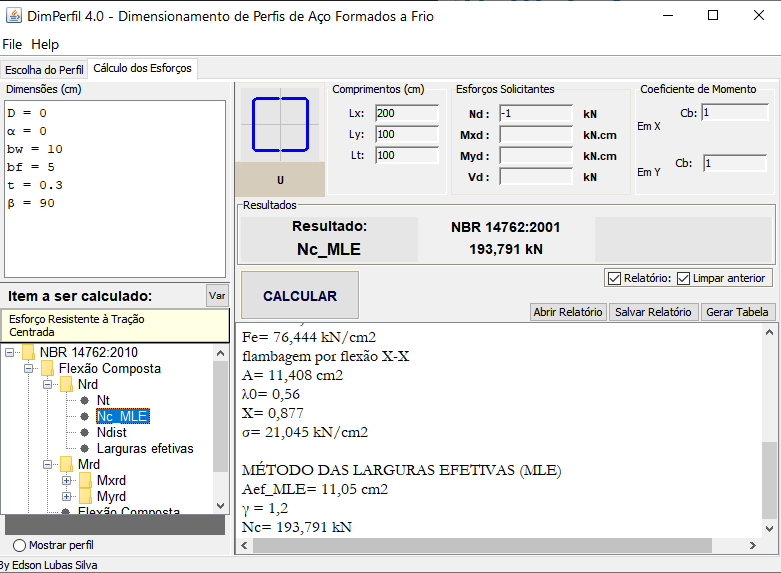 DimPerfil 4.0 - Dimensionamento de Perfis de Aço Formados a Frio
File Help
Escolha do Perfil Cálculo dos Esforços
Dimensões (cm)
D = 0
α = 0
bw = 10
bf = 5
t = 0.3
β = 90
U
Comprimentos (cm)
Lx: 200
Ly: 100
Lt: 100
Esforços Solicitantes
Nd : -1 kN
Mxd : kN.cm
Myd : kN.cm
Vd : kN
Coeficiente de Momento
Cb: 1
Em X
Cb: 1
Em Y
Resultados
Resultado: NBR 14762:2001
Nc_MLE 193,791 kN
Item a ser calculado: Var
Esforço Resistente à Tração
Centrada
NBR 14762:2010
Flexão Composta
Nrd
Nt
Nc_MLE
Ndist
Larguras efetivas
Mrd
Mxrd
Myrd
Flexão Composta
Mostrar perfil
CALCULAR
Relatório: Limpar anterior
Abrir Relatório Salvar Relatório Gerar Tabela
Fe= 76,444 kN/cm2
flambagem por flexão X-X
A= 11,408 cm2
λ0= 0,56
X= 0,877
σ= 21,045 kN/cm2
MÉTODO DAS LARGURAS EFETIVAS (MLE)
Aef_MLE= 11,05 cm2
γ = 1,2
Nc= 193,791 kN
By Edson Lubas Silva